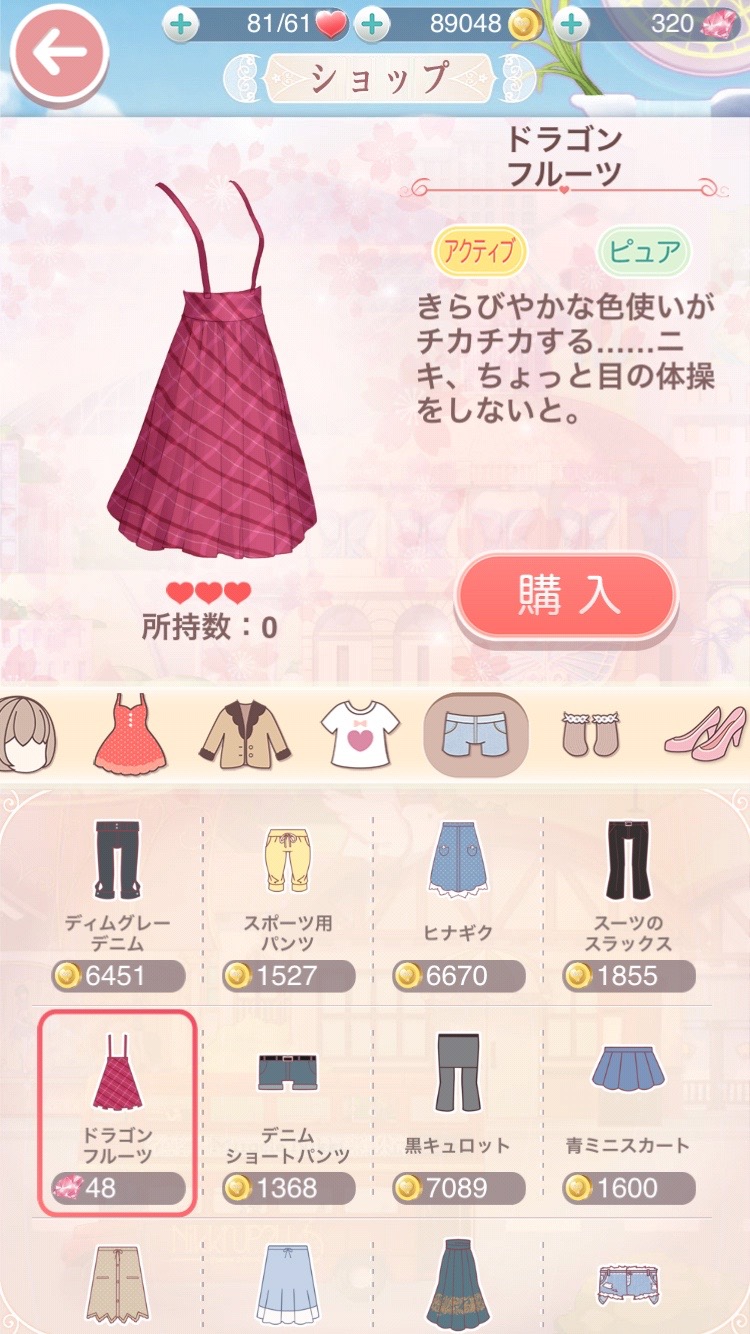 81/61
89048
320
ショップ
ドラゴン
フルーツ
アクティブ
ピュア
きらびやかな色使いが
チカチカする……ニ
キ、ちょっと目の体操
をしないと。
購入
所持数：0
ディムグレー
デニム
6451
スポーツ用
パンツ
1527
ヒナギク
6670
スーツの
スラックス
1855
ドラゴン
フルーツ
48
デニム
ショートパンツ
1368
黒キュロット
7089
青ミニスカート
1600